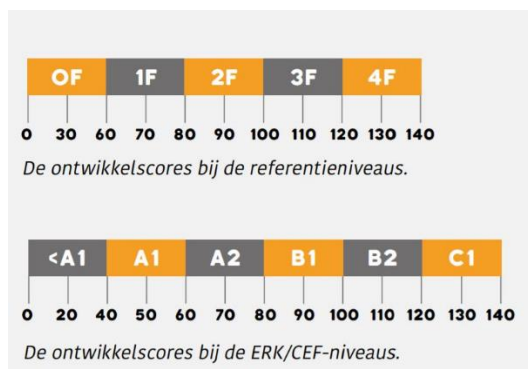 0F 1F 2F 3F 4F
0 30 60 70 80 90 100 110 120 130 140
De ontwikkelscores bij de referentieniveaus.
<A1 A1 A2 B1 B2 C1
0 20 40 50 60 70 80 90 100 110 120 130 140
De ontwikkelscores bij de ERK/CEF-niveaus.